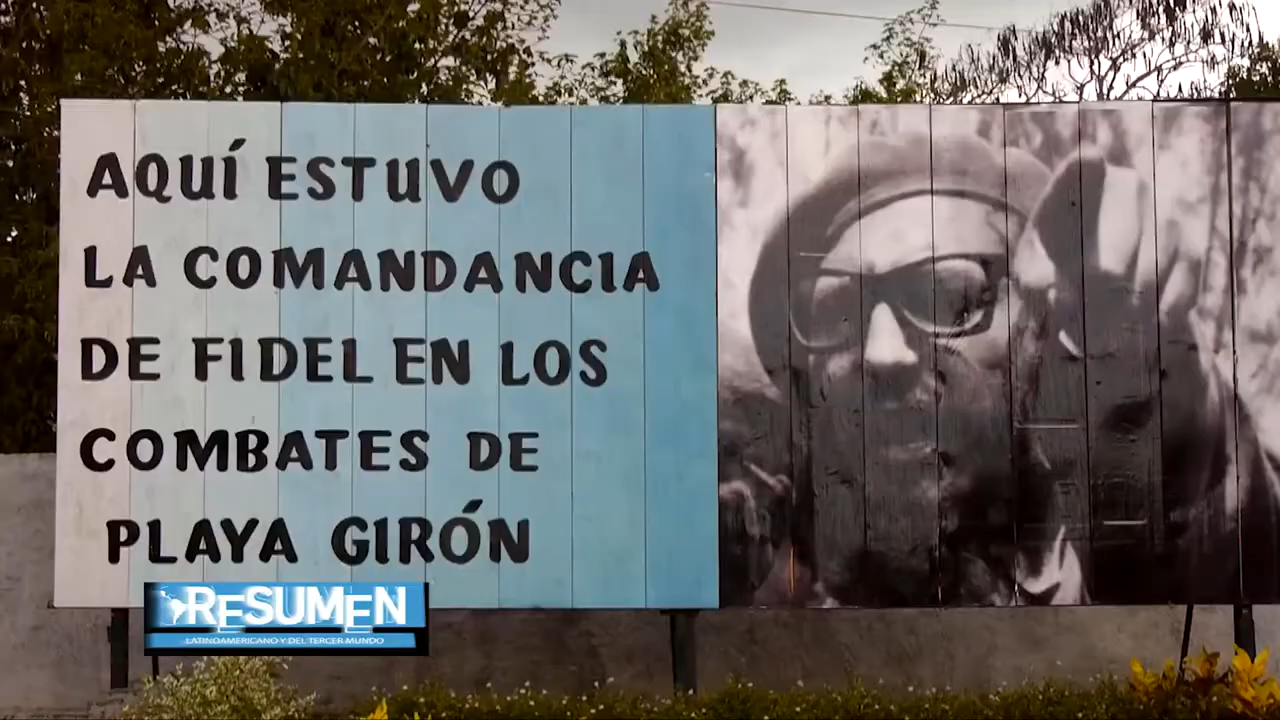 AQUÍ ESTUVO
LA COMANDANCIA
DE FIDEL EN LOS
COMBATES DE
PLAYA GIRÓN
RESUMEN
LATINOAMERICANO Y DEL TERCER MUNDO